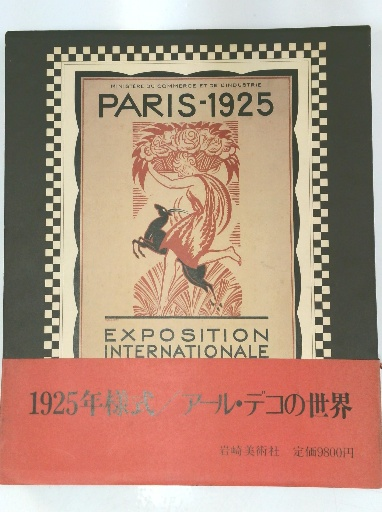 MINISTÈRE DU COMMERCE ET DE L'INDUSTRIE
PARIS-1925
EXPOSITION
INTERNATIONALE
1925年様式/アール・デコの世界
岩崎美術社 定価9800円